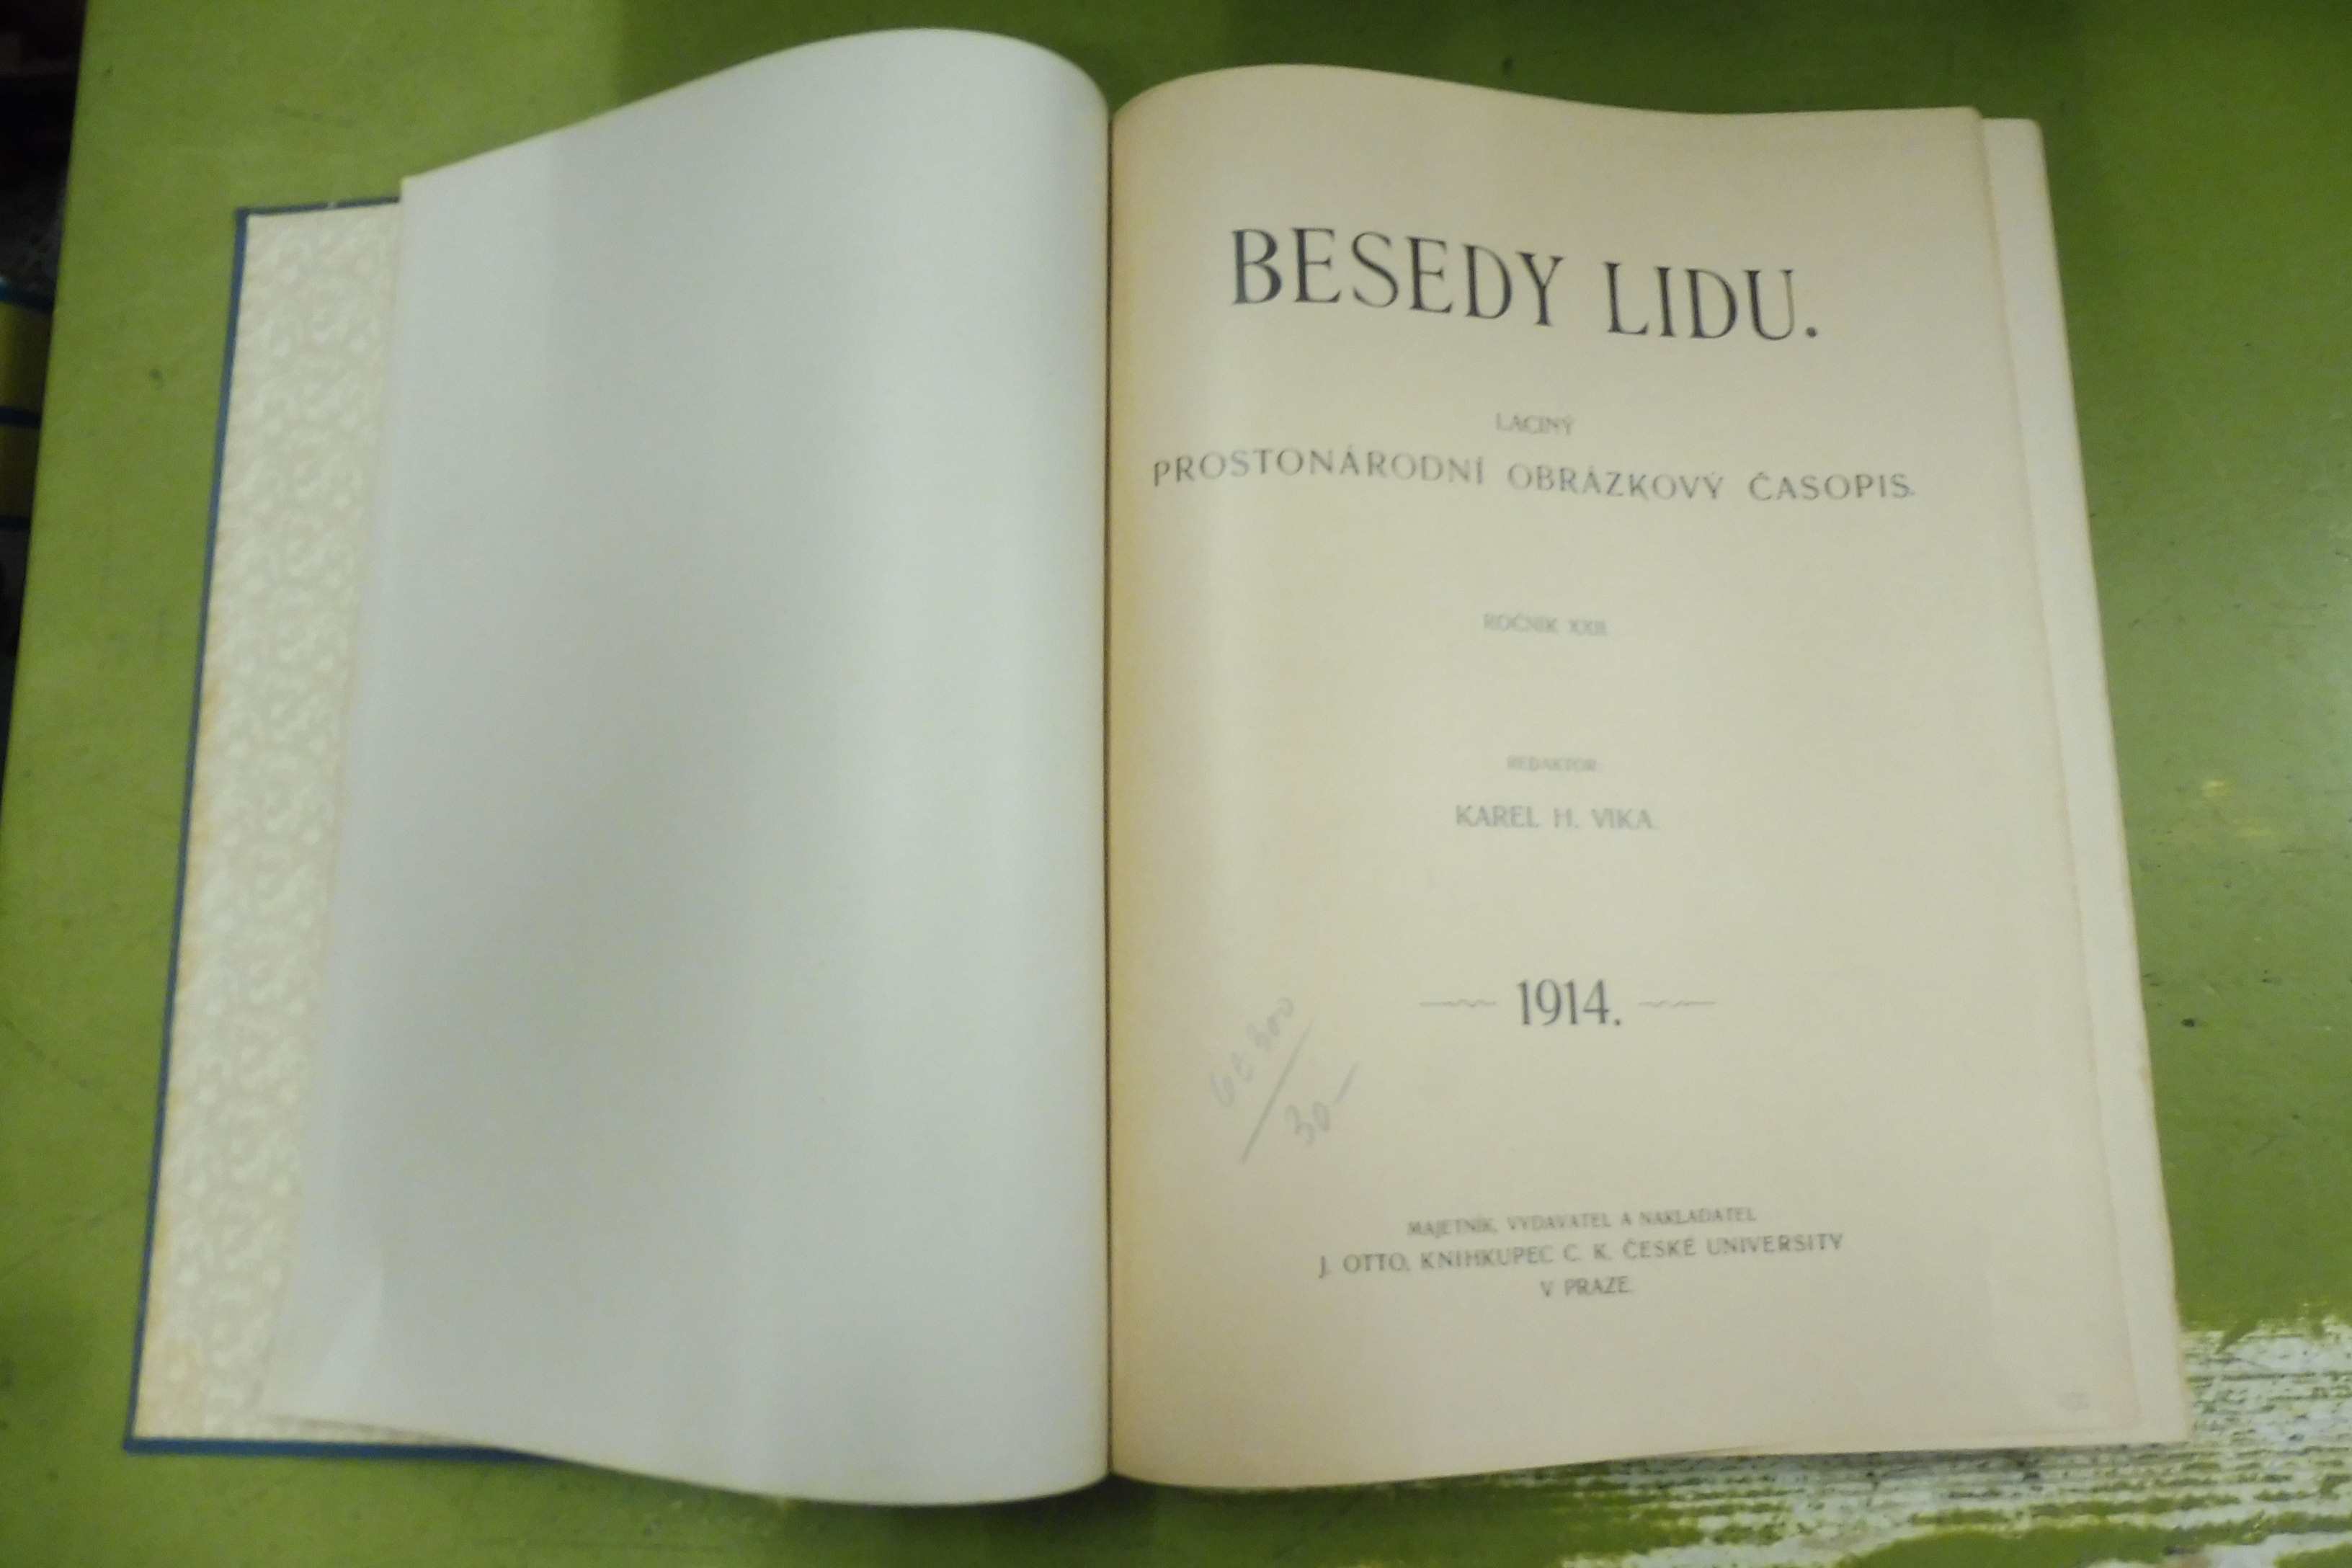 BESEDY LIDU.
LACINÝ
PROSTONÁRODNÍ OBRÁZKOVÝ ČASOPIS.
ROČNÍK XXII.
REDAKTOR:
KAREL H. VIKA.
1914.
30-
MAJETNÍK, VYDAVATEL A NAKLADATEL
J. OTTO, KNIHKUPEC C. K. ČESKÉ UNIVERSITY
V PRAZE.